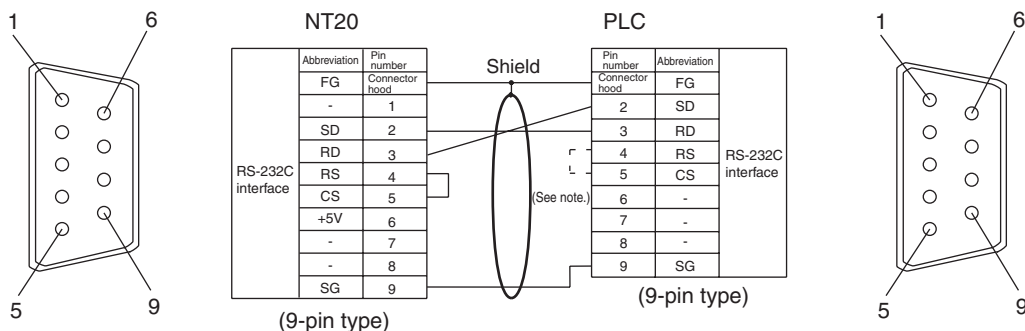 NT20
PLC
1
6
5
9
Abbreviation
Pin number
FG
Connector hood
-
1
SD
2
RD
3
RS
4
CS
5
+5V
6
-
7
-
8
SG
9
RS-232C interface
(9-pin type)
Shield
(See note.)
Pin number
Abbreviation
Connector hood
FG
2
SD
3
RD
4
RS
5
CS
6
-
7
-
8
-
9
SG
RS-232C interface
(9-pin type)
1
6
5
9